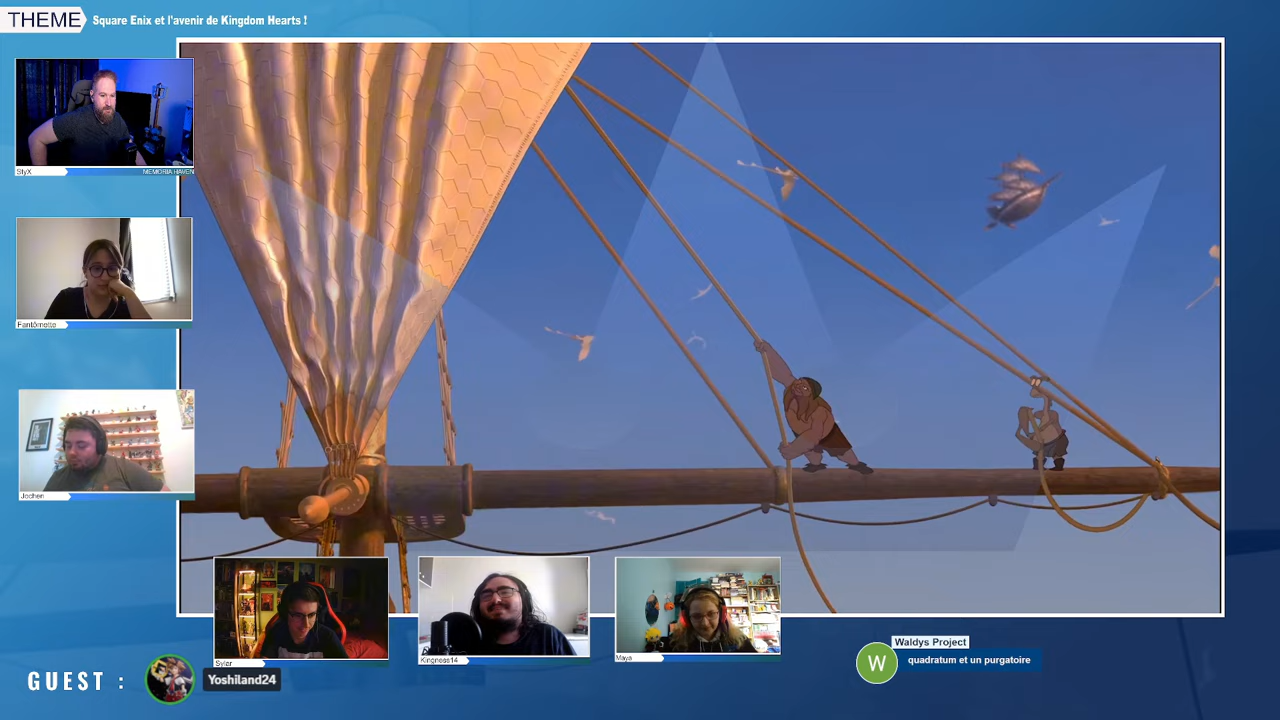 THEME
Square Enix et l'avenir de Kingdom Hearts !
StyX
MEMORIA HAVEN
Fantômette
Jochen
Sylar
Kingness14
Maya
Waldys Project
W
quadratum et un purgatoire
GUEST :
Yoshiland24